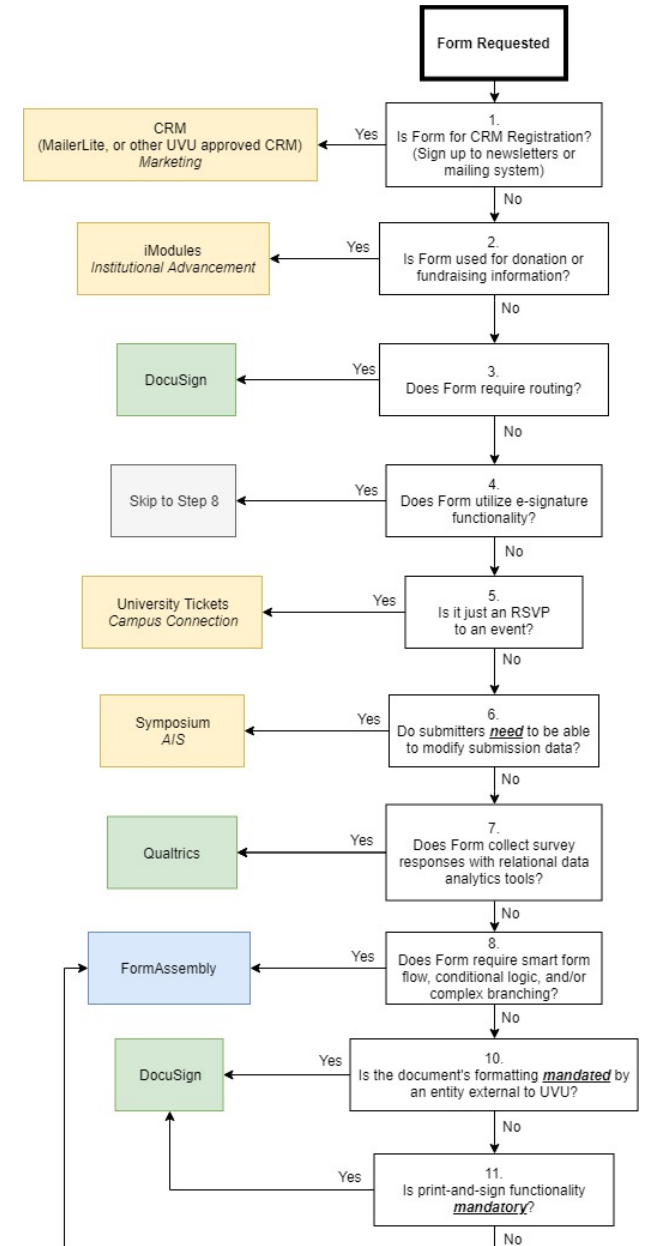 Form Requested
CRM
(MailerLite, or other UVU approved CRM)
Marketing
Yes
1.
Is Form for CRM Registration?
(Sign up to newsletters or
mailing system)
No
iModules
Institutional Advancement
Yes
2.
Is Form used for donation or
fundraising information?
No
DocuSign
Yes
3.
Does Form require routing?
No
Skip to Step 8
Yes
4.
Does Form utilize e-signature
functionality?
No
University Tickets
Campus Connection
Yes
5.
Is it just an RSVP
to an event?
No
Symposium
AIS
Yes
6.
Do submitters need to be able
to modify submission data?
No
Qualtrics
Yes
7.
Does Form collect survey
responses with relational data
analytics tools?
No
FormAssembly
Yes
8.
Does Form require smart form
flow, conditional logic, and/or
complex branching?
No
DocuSign
Yes
10.
Is the document's formatting mandated by
an entity external to UVU?
No
Yes
11.
Is print-and-sign functionality
mandatory?
No